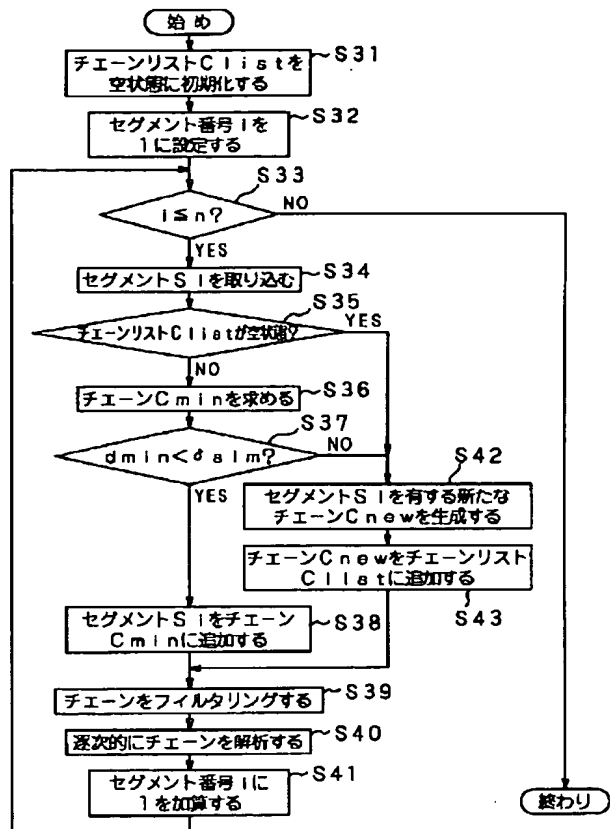 始め
チェーンリストClistを
空状態に初期化する
S31
セグメント番号iを
1に設定する
S32
S33
i≦n?
NO
YES
セグメントSiを取り込む
S34
S35
チェーンリストClistが空状態?
YES
NO
チェーンCminを求める
S36
S37
dmin<δalm?
NO
YES
S42
セグメントSiを有する新たな
チェーンCnewを生成する
チェーンCnewをチェーンリスト
Clistに追加する
S43
セグメントSiをチェーン
Cminに追加する
S38
チェーンをフィルタリングする
S39
逐次的にチェーンを解析する
S40
セグメント番号iに
1を加算する
S41
終わり